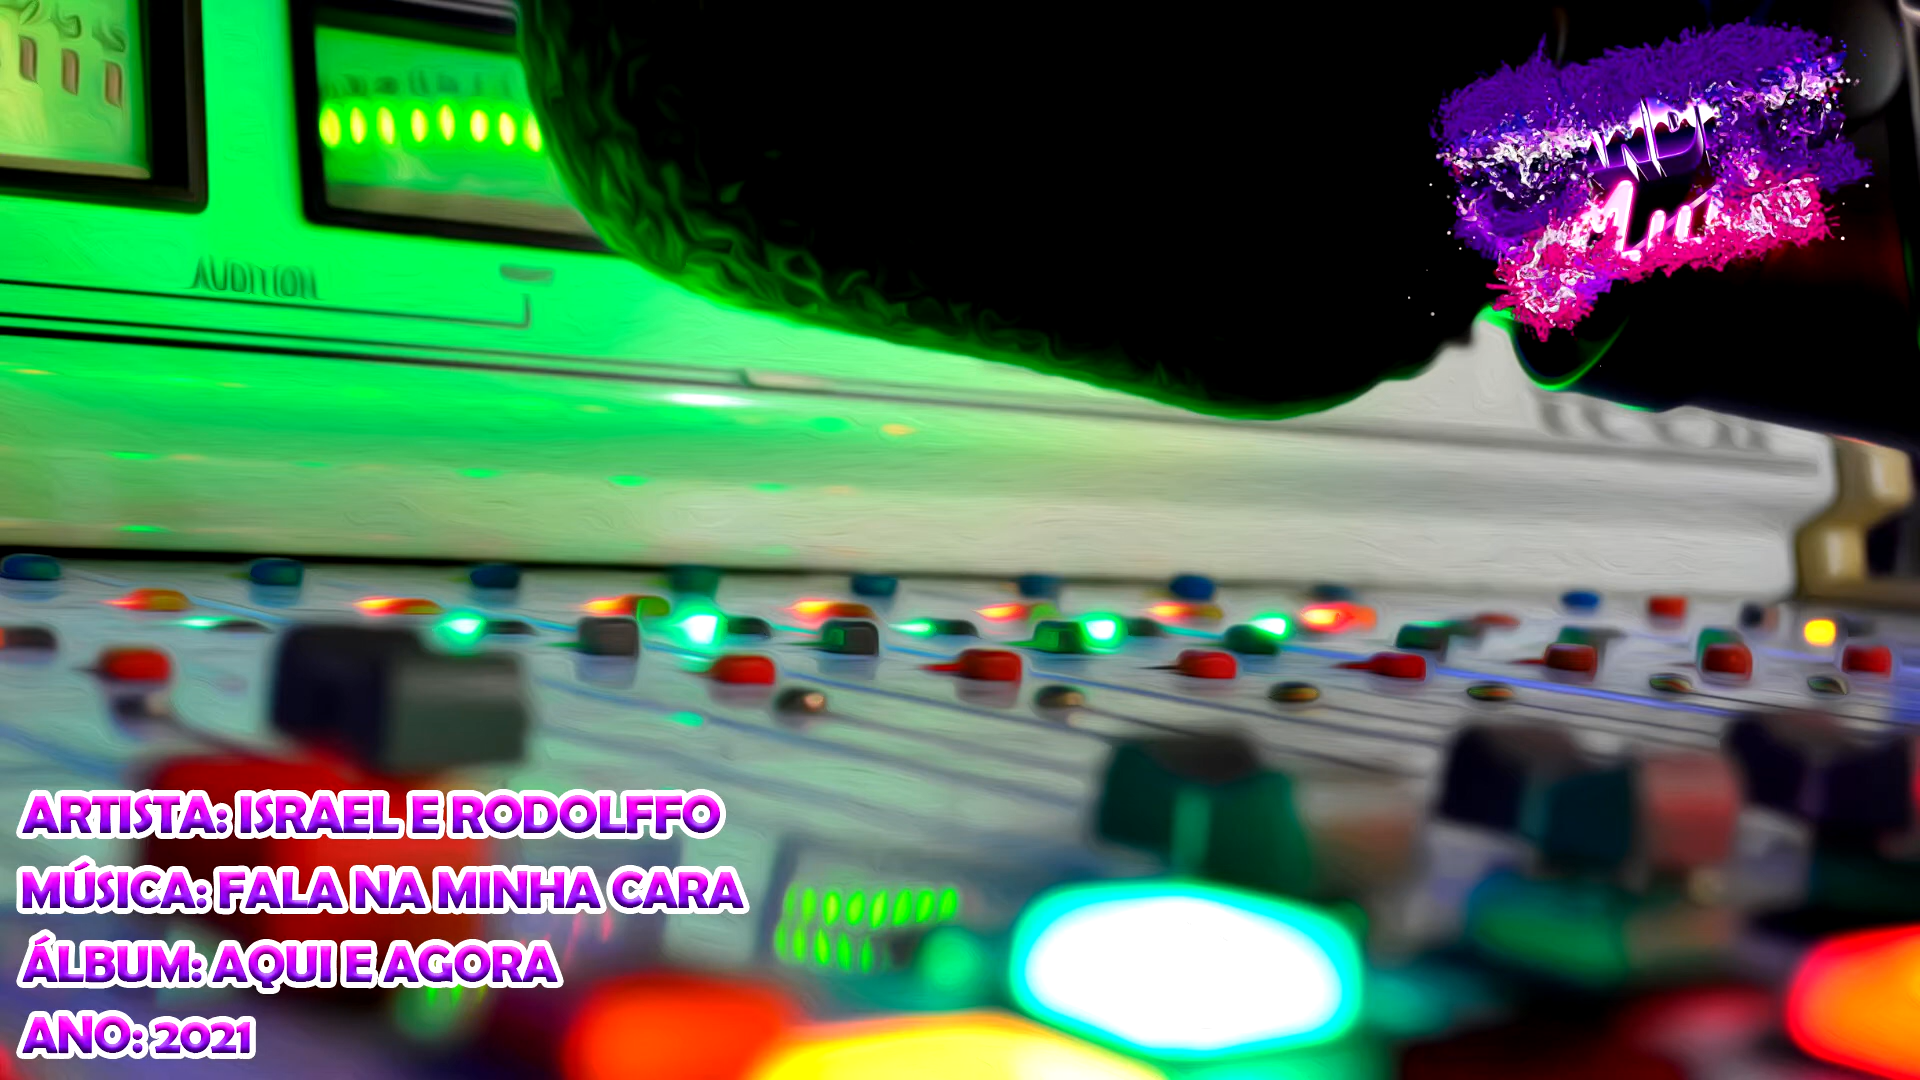 AUDITION
ARTISTA: ISRAEL E RODOLFFO
MÚSICA: FALA NA MINHA CARA
ÁLBUM: AQUI E AGORA
ANO: 2021